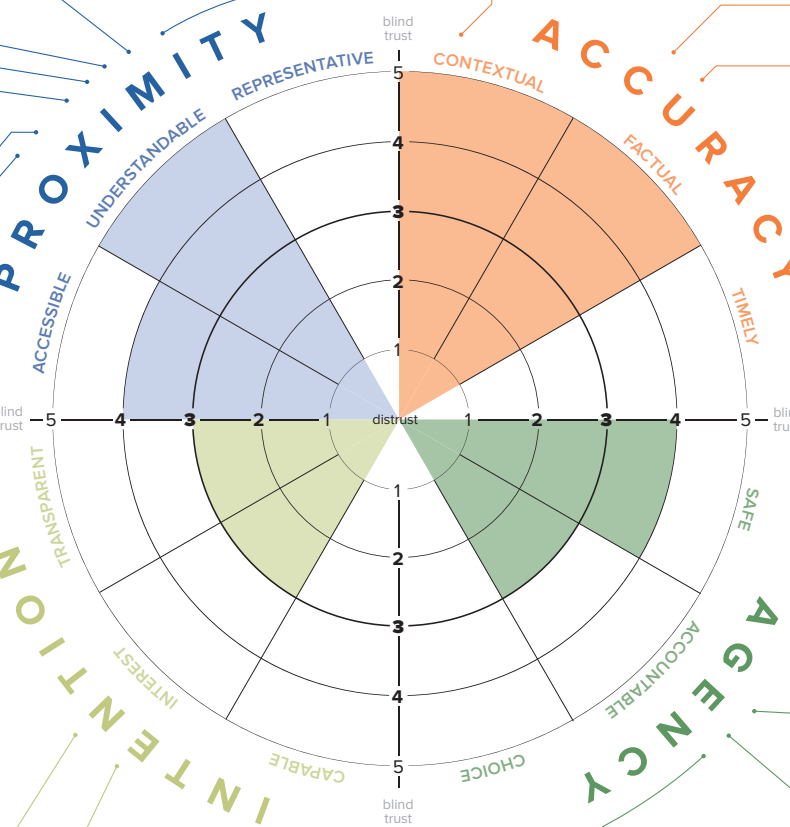 blind
trust
PROXIMITY
ACCURACY
REPRESENTATIVE
CONTEXTUAL
UNDERSTANDABLE
FACTUAL
ACCESSIBLE
TIMELY
5
4
3
2
1
blind
trust
5 4 3 2 1 distrust 1 2 3 4 5
blind
trust
1
2
3
4
5
TRANSPARENT
SAFE
INTEREST
ACCOUNTABLE
CAPABLE
CHOICE
INTENTION
AGENCY
blind
trust